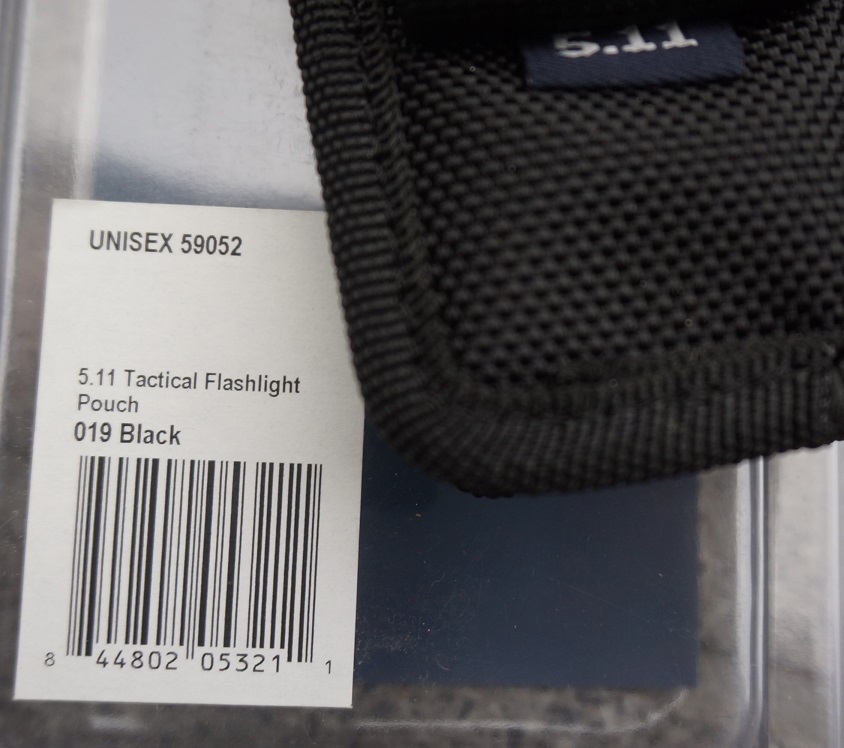 5.11
UNISEX 59052
5.11 Tactical Flashlight
Pouch
019 Black
8 44802 05321 1